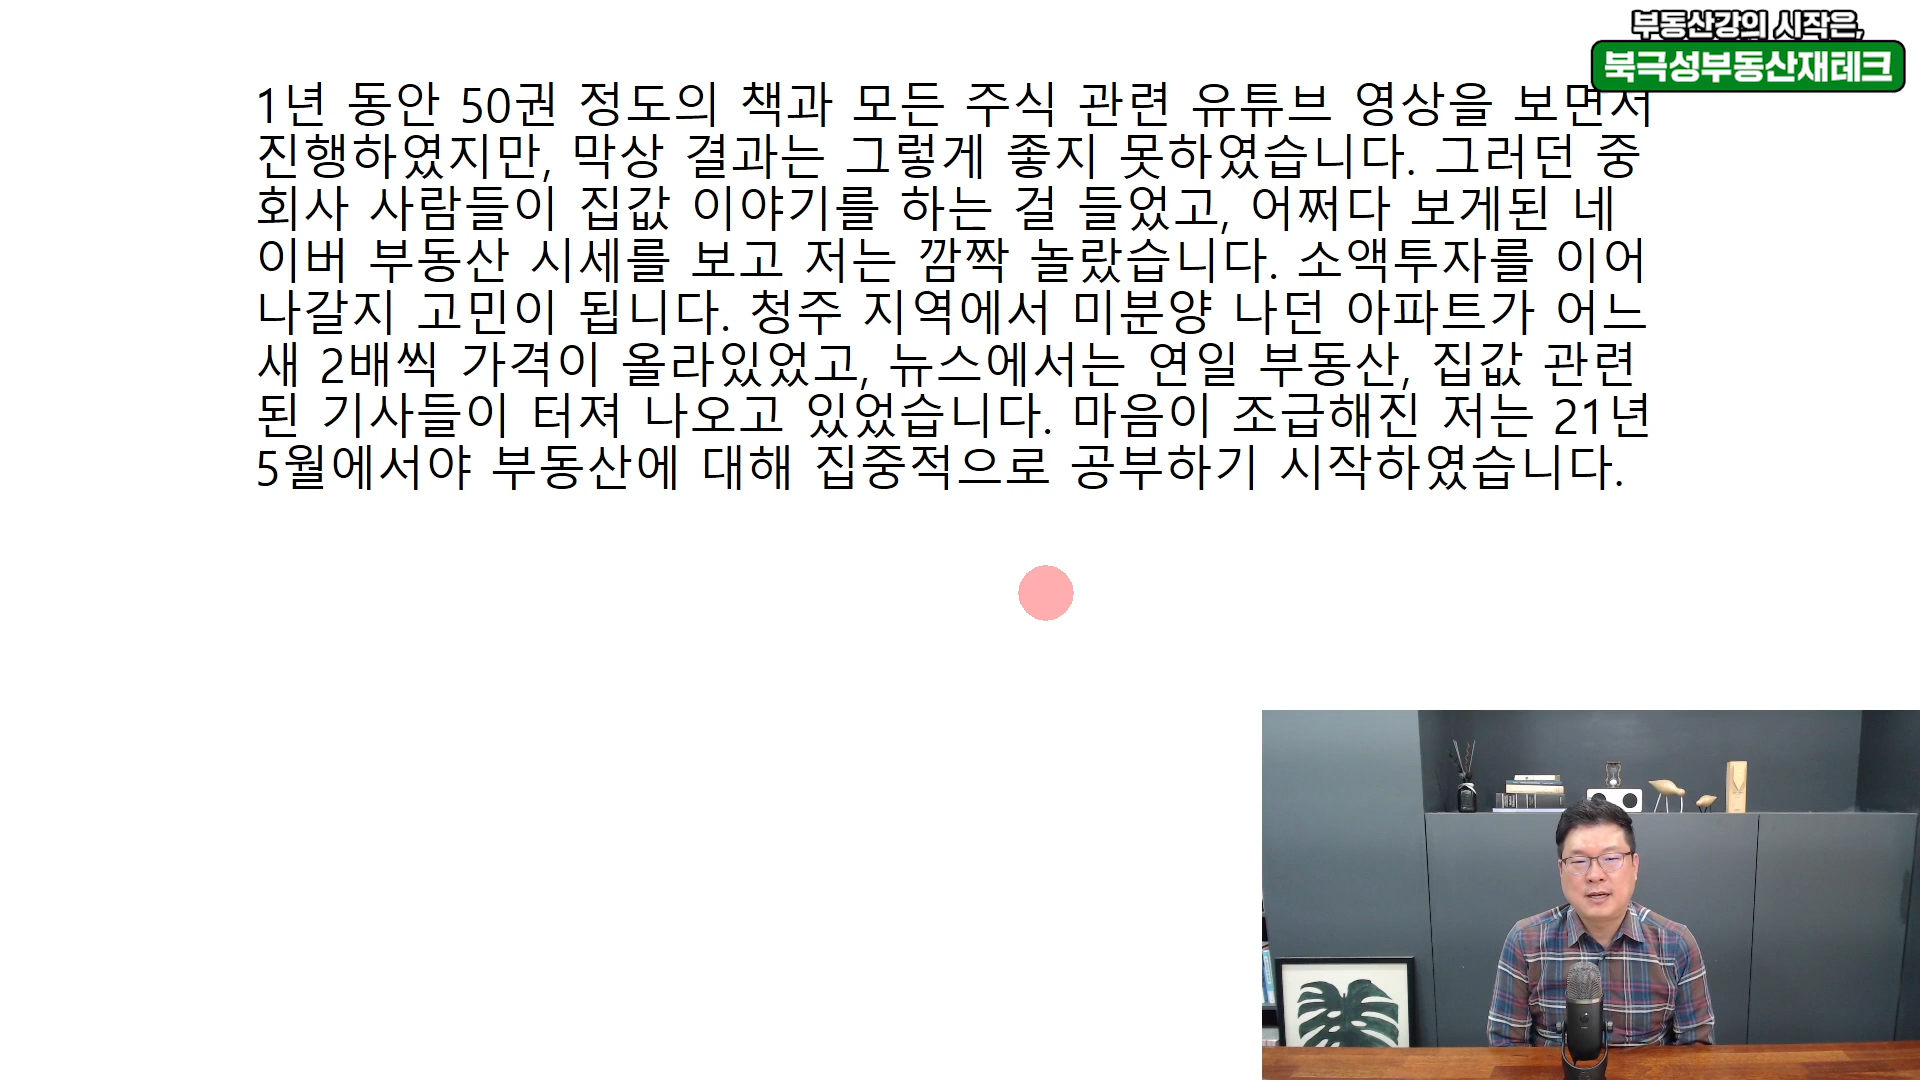 부동산강의 시작은,
북극성부동산재테크
1년 동안 50권 정도의 책과 모든 주식 관련 유튜브 영상을 보면서
진행하였지만, 막상 결과는 그렇게 좋지 못하였습니다. 그러던 중
회사 사람들이 집값 이야기를 하는 걸 들었고, 어쩌다 보게된 네
이버 부동산 시세를 보고 저는 깜짝 놀랐습니다. 소액투자를 이어
나갈지 고민이 됩니다. 청주 지역에서 미분양 나던 아파트가 어느
새 2배씩 가격이 올라있었고, 뉴스에서는 연일 부동산, 집값 관련
된 기사들이 터져 나오고 있었습니다. 마음이 조급해진 저는 21년
5월에서야 부동산에 대해 집중적으로 공부하기 시작하였습니다.